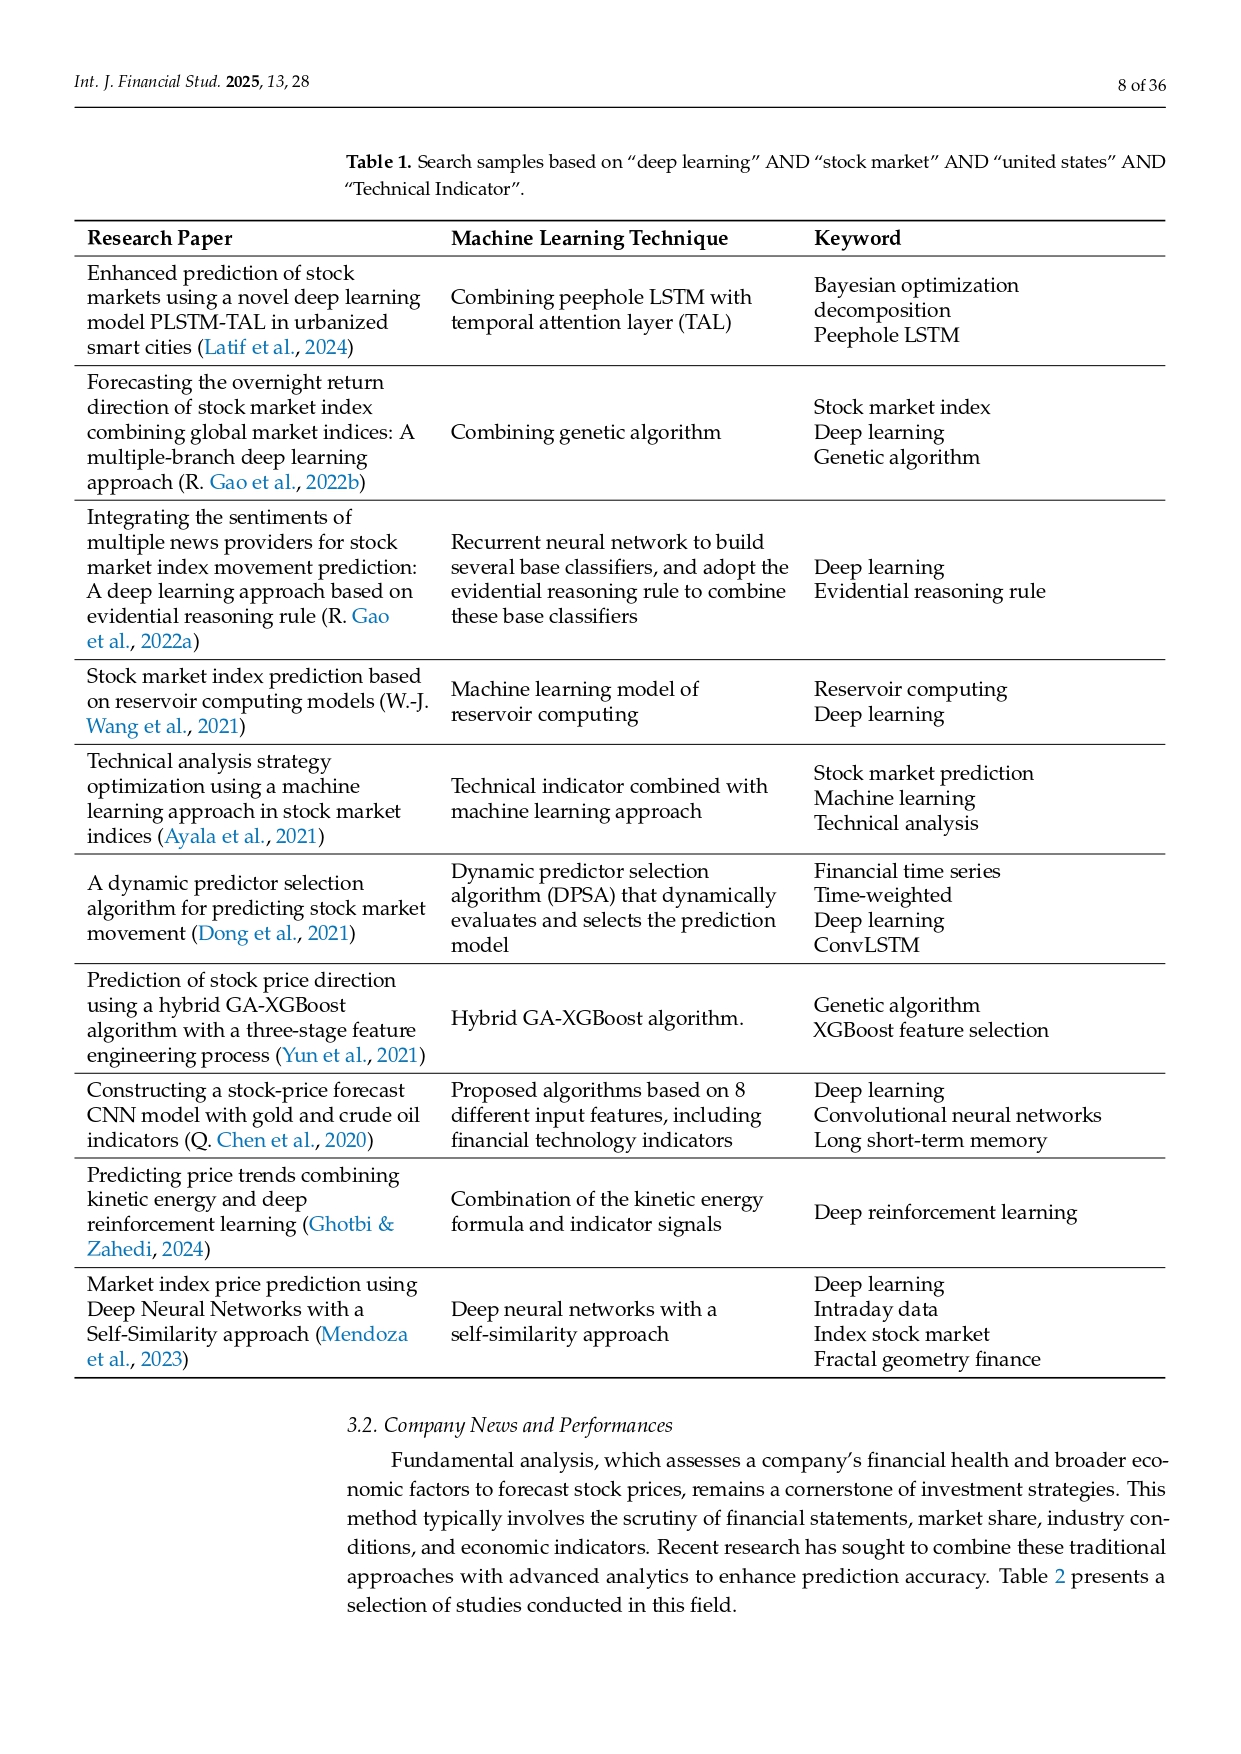 Int. J. Financial Stud. 2025, 13, 28
8 of 36
Table 1. Search samples based on “deep learning” AND “stock market” AND “united states” AND
“Technical Indicator”.
Research Paper
Machine Learning Technique
Keyword
Enhanced prediction of stock
markets using a novel deep learning
model PLSTM-TAL in urbanized
smart cities (Latif et al., 2024)
Combining peephole LSTM with
temporal attention layer (TAL)
Bayesian optimization
decomposition
Peephole LSTM
Forecasting the overnight return
direction of stock market index
combining global market indices: A
multiple-branch deep learning
approach (R. Gao et al., 2022b)
Combining genetic algorithm
Stock market index
Deep learning
Genetic algorithm
Integrating the sentiments of
multiple news providers for stock
market index movement prediction:
A deep learning approach based on
evidential reasoning rule (R. Gao
et al., 2022a)
Recurrent neural network to build
several base classifiers, and adopt the
evidential reasoning rule to combine
these base classifiers
Deep learning
Evidential reasoning rule
Stock market index prediction based
on reservoir computing models (W.-J.
Wang et al., 2021)
Machine learning model of
reservoir computing
Reservoir computing
Deep learning
Technical analysis strategy
optimization using a machine
learning approach in stock market
indices (Ayala et al., 2021)
Technical indicator combined with
machine learning approach
Stock market prediction
Machine learning
Technical analysis
A dynamic predictor selection
algorithm for predicting stock market
movement (Dong et al., 2021)
Dynamic predictor selection
algorithm (DPSA) that dynamically
evaluates and selects the prediction
model
Financial time series
Time-weighted
Deep learning
ConvLSTM
Prediction of stock price direction
using a hybrid GA-XGBoost
algorithm with a three-stage feature
engineering process (Yun et al., 2021)
Hybrid GA-XGBoost algorithm.
Genetic algorithm
XGBoost feature selection
Constructing a stock-price forecast
CNN model with gold and crude oil
indicators (Q. Chen et al., 2020)
Proposed algorithms based on 8
different input features, including
financial technology indicators
Deep learning
Convolutional neural networks
Long short-term memory
Predicting price trends combining
kinetic energy and deep
reinforcement learning (Ghotbi &
Zahedi, 2024)
Combination of the kinetic energy
formula and indicator signals
Deep reinforcement learning
Market index price prediction using
Deep Neural Networks with a
Self-Similarity approach (Mendoza
et al., 2023)
Deep neural networks with a
self-similarity approach
Deep learning
Intraday data
Index stock market
Fractal geometry finance
3.2. Company News and Performances
Fundamental analysis, which assesses a company’s financial health and broader eco-
nomic factors to forecast stock prices, remains a cornerstone of investment strategies. This
method typically involves the scrutiny of financial statements, market share, industry con-
ditions, and economic indicators. Recent research has sought to combine these traditional
approaches with advanced analytics to enhance prediction accuracy. Table 2 presents a
selection of studies conducted in this field.